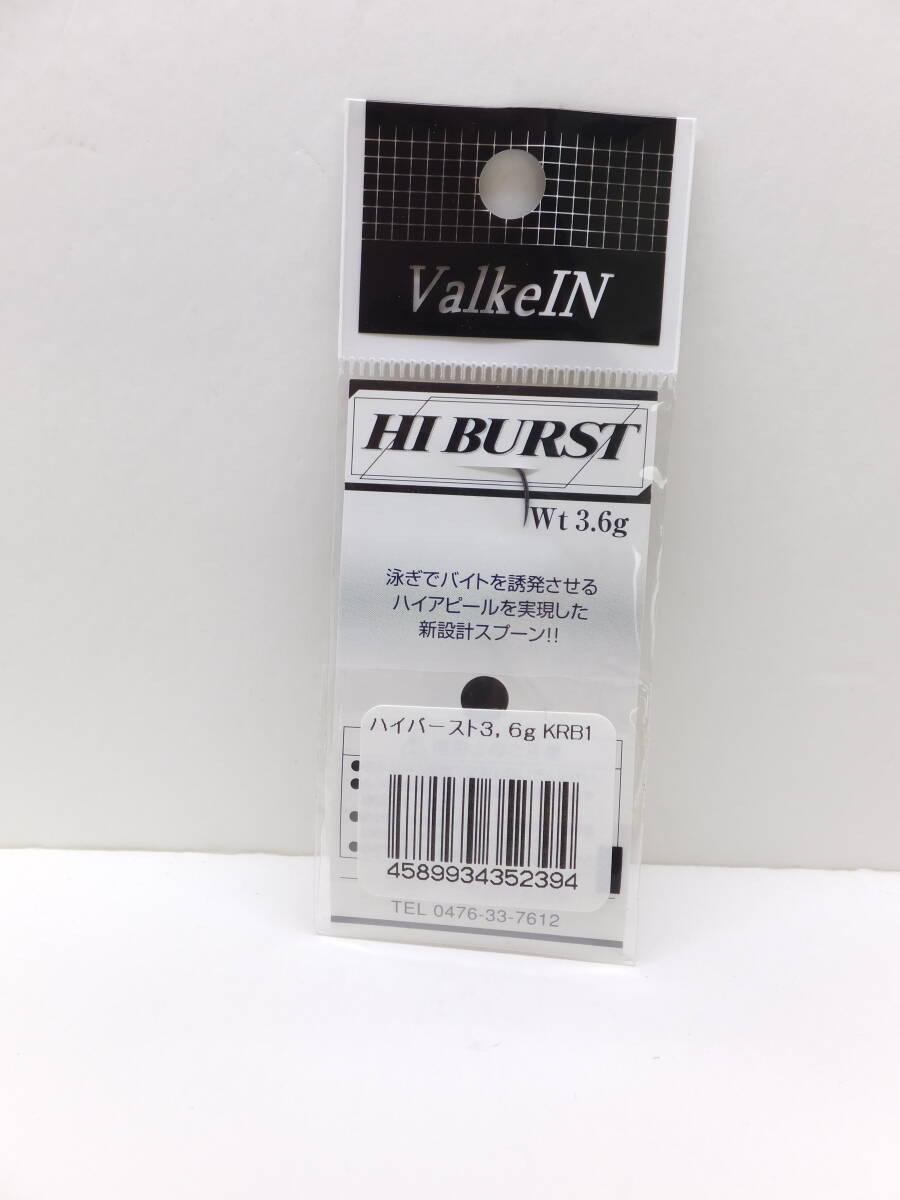 ValkeIN
HI BURST
Wt 3.6g
泳ぎでバイトを誘発させる
ハイアピールを実現した
新設計スプーン!!
ハイバースト3,6g KRB1
4589934352394
TEL 0476-33-7612